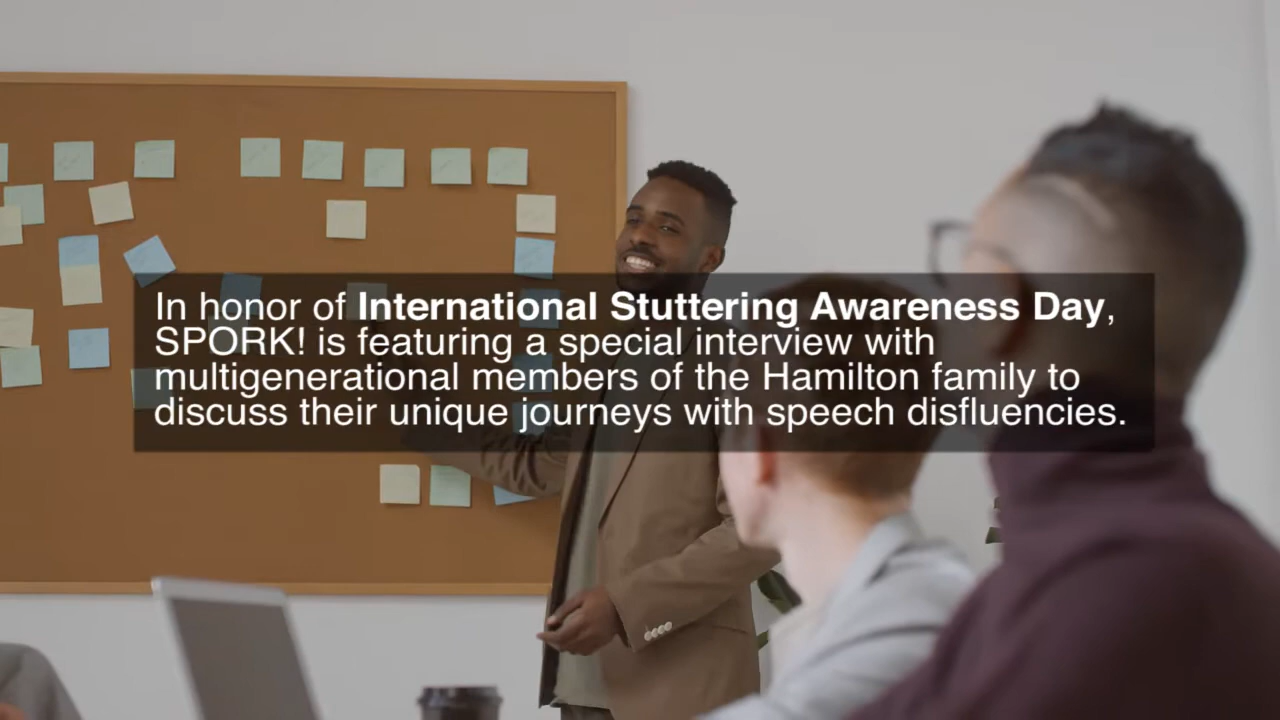 In honor of International Stuttering Awareness Day,
SPORK! is featuring a special interview with
multigenerational members of the Hamilton family to
discuss their unique journeys with speech disfluencies.